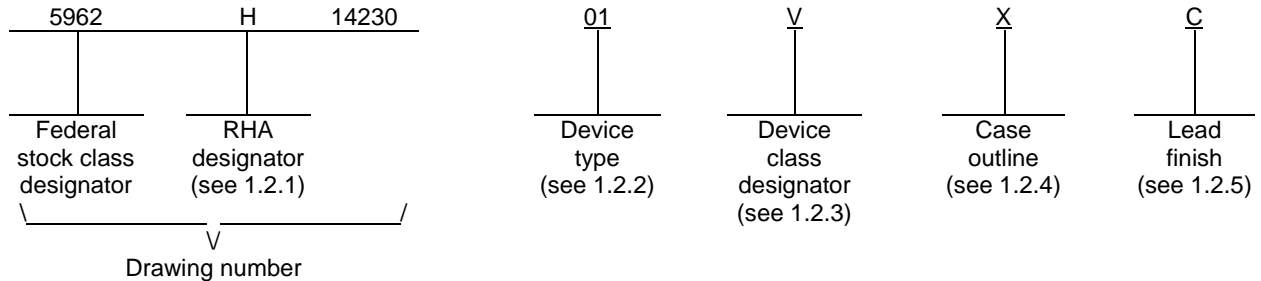 5962 H 14230 01 V X C
Federal RHA Device Device Case Lead
stock class designator type class outline finish
designator (see 1.2.1) (see 1.2.2) designator (see 1.2.4) (see 1.2.5)
(see 1.2.3)
Drawing number